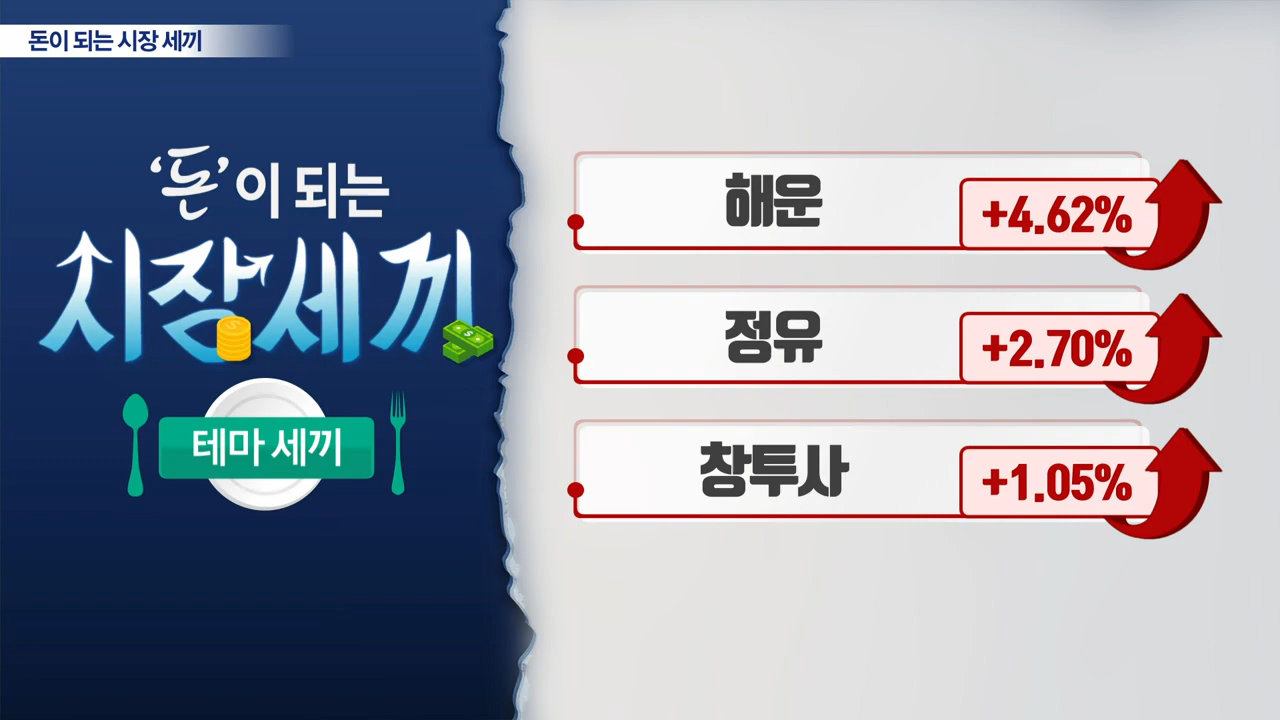 돈이 되는 시장 세끼
'돈'이 되는
시장세끼
테마 세끼
해운
+4.62%
정유
+2.70%
창투사
+1.05%